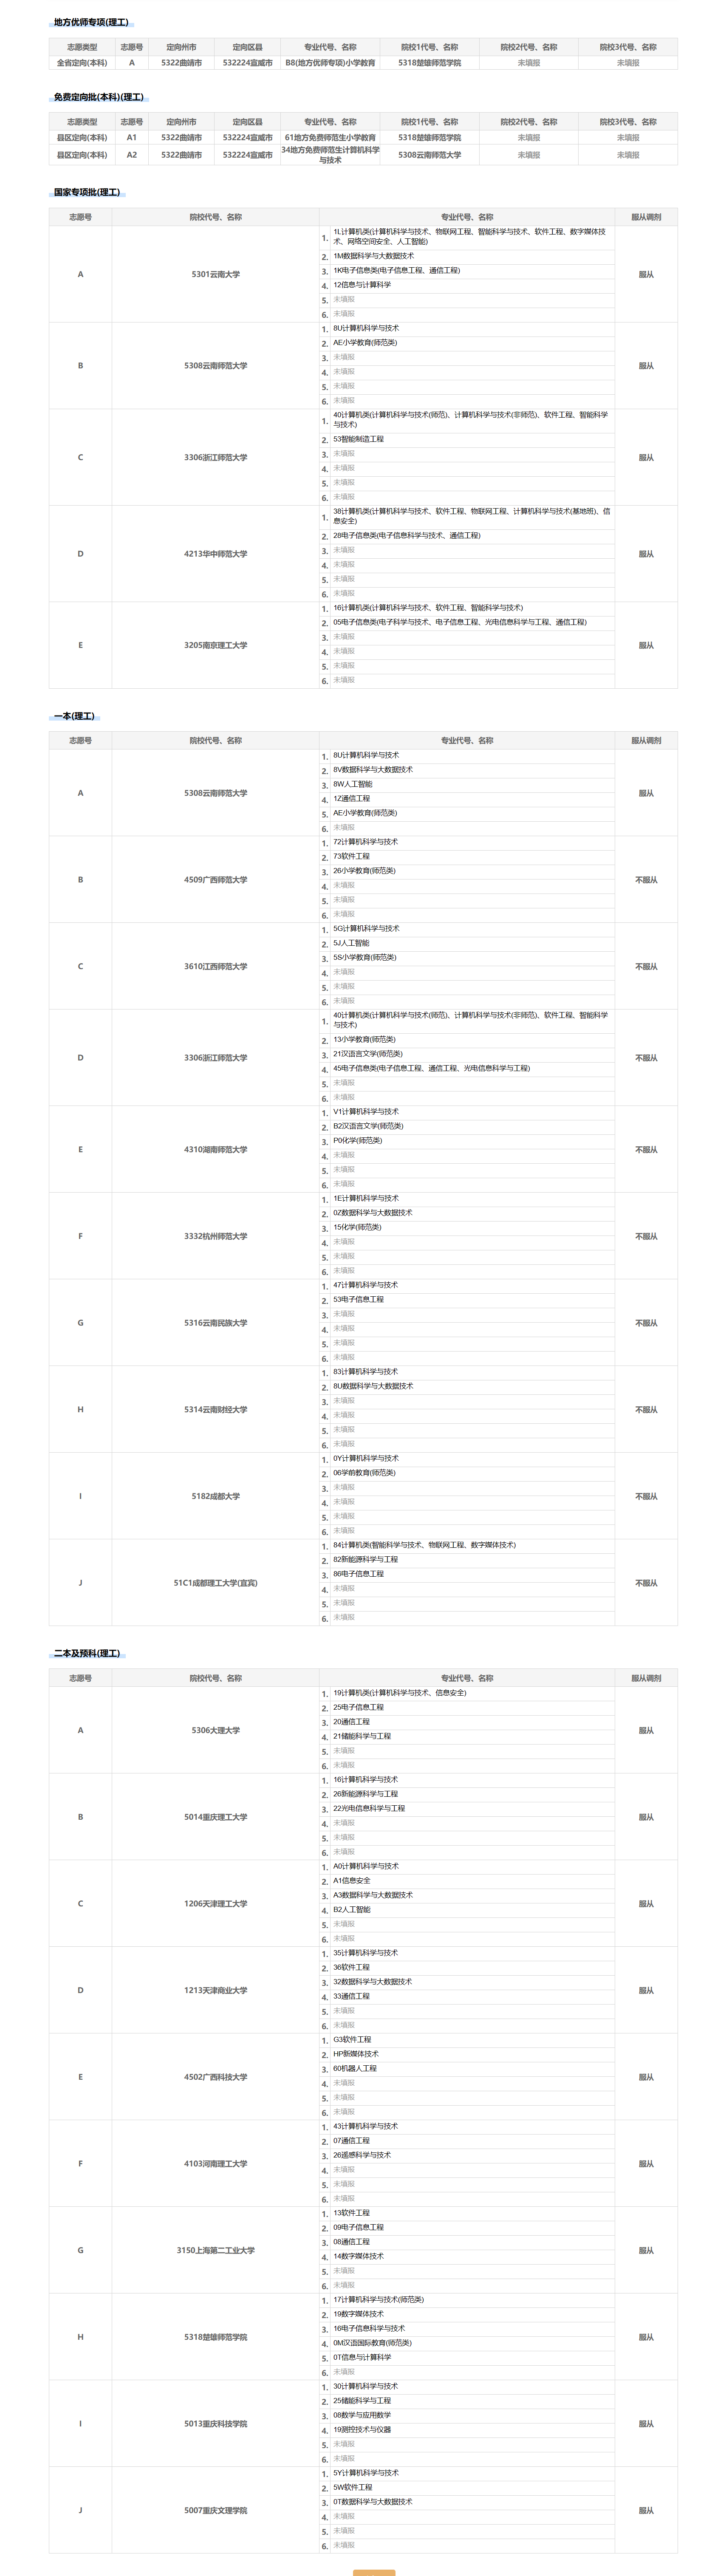 地方优师专项(理工)
志愿类型 志愿号 定向州市 定向区县 专业代号、名称 院校1代号、名称 院校2代号、名称 院校3代号、名称
全省定向(本科) A 5322曲靖市 532224宣威市 B8(地方优师专项)小学教育 5318楚雄师范学院 未填报 未填报
免费定向批(本科)(理工)
志愿类型 志愿号 定向州市 定向区县 专业代号、名称 院校1代号、名称 院校2代号、名称 院校3代号、名称
县区定向(本科) A1 5322曲靖市 532224宣威市 61地方免费师范生小学教育 5318楚雄师范学院 未填报 未填报
县区定向(本科) A2 5322曲靖市 532224宣威市 34地方免费师范生计算机科学与技术 5308云南师范大学 未填报 未填报
国家专项批(理工)
志愿号 院校代号、名称 专业代号、名称 服从调剂
A 5301云南大学 服从
1. 1L计算机类(计算机科学与技术、物联网工程、智能科学与技术、软件工程、数字媒体技
术、网络空间安全、人工智能)
2. 1M数据科学与大数据技术
3. 1K电子信息类(电子信息工程、通信工程)
4. 12信息与计算科学
5. 未填报
6. 未填报
B 5308云南师范大学 服从
1. 8U计算机科学与技术
2. AE小学教育(师范类)
3. 未填报
4. 未填报
5. 未填报
6. 未填报
C 3306浙江师范大学 服从
1. 40计算机类(计算机科学与技术(师范)、计算机科学与技术(非师范)、软件工程、智能科学
与技术)
2. 53智能制造工程
3. 未填报
4. 未填报
5. 未填报
6. 未填报
D 4213华中师范大学 服从
1. 38计算机类(计算机科学与技术、软件工程、物联网工程、计算机科学与技术(基地班)、信
息安全)
2. 28电子信息类(电子信息科学与技术、通信工程)
3. 未填报
4. 未填报
5. 未填报
6. 未填报
E 3205南京理工大学 服从
1. 16计算机类(计算机科学与技术、软件工程、智能科学与技术)
2. 05电子信息类(电子科学与技术、电子信息工程、光电信息科学与工程、通信工程)
3. 未填报
4. 未填报
5. 未填报
6. 未填报
一本(理工)
志愿号 院校代号、名称 专业代号、名称 服从调剂
A 5308云南师范大学 服从
1. 8U计算机科学与技术
2. 8V数据科学与大数据技术
3. 8W人工智能
4. 1Z通信工程
5. AE小学教育(师范类)
6. 未填报
B 4509广西师范大学 不服从
1. 72计算机科学与技术
2. 73软件工程
3. 26小学教育(师范类)
4. 未填报
5. 未填报
6. 未填报
C 3610江西师范大学 不服从
1. 5G计算机科学与技术
2. 5J人工智能
3. 5S小学教育(师范类)
4. 未填报
5. 未填报
6. 未填报
D 3306浙江师范大学 不服从
1. 40计算机类(计算机科学与技术(师范)、计算机科学与技术(非师范)、软件工程、智能科学
与技术)
2. 13小学教育(师范类)
3. 21汉语言文学(师范类)
4. 45电子信息类(电子信息工程、通信工程、光电信息科学与工程)
5. 未填报
6. 未填报
E 4310湖南师范大学 不服从
1. V1计算机科学与技术
2. B2汉语言文学(师范类)
3. P0化学(师范类)
4. 未填报
5. 未填报
6. 未填报
F 3332杭州师范大学 不服从
1. 1E计算机科学与技术
2. 0Z数据科学与大数据技术
3. 15化学(师范类)
4. 未填报
5. 未填报
6. 未填报
G 5316云南民族大学 不服从
1. 47计算机科学与技术
2. 53电子信息工程
3. 未填报
4. 未填报
5. 未填报
6. 未填报
H 5314云南财经大学 不服从
1. 83计算机科学与技术
2. 8U数据科学与大数据技术
3. 未填报
4. 未填报
5. 未填报
6. 未填报
I 5182成都大学 不服从
1. 0Y计算机科学与技术
2. 06学前教育(师范类)
3. 未填报
4. 未填报
5. 未填报
6. 未填报
J 51C1成都理工大学(宜宾) 不服从
1. 84计算机类(智能科学与技术、物联网工程、数字媒体技术)
2. 82新能源科学与工程
3. 86电子信息工程
4. 未填报
5. 未填报
6. 未填报
二本及预科(理工)
志愿号 院校代号、名称 专业代号、名称 服从调剂
A 5306大理大学 服从
1. 19计算机类(计算机科学与技术、信息安全)
2. 25电子信息工程
3. 20通信工程
4. 21储能科学与工程
5. 未填报
6. 未填报
B 5014重庆理工大学 服从
1. 16计算机科学与技术
2. 26新能源科学与工程
3. 22光电信息科学与工程
4. 未填报
5. 未填报
6. 未填报
C 1206天津理工大学 服从
1. A0计算机科学与技术
2. A1信息安全
3. A3数据科学与大数据技术
4. B2人工智能
5. 未填报
6. 未填报
D 1213天津商业大学 服从
1. 35计算机科学与技术
2. 36软件工程
3. 32数据科学与大数据技术
4. 33通信工程
5. 未填报
6. 未填报
E 4502广西科技大学 服从
1. G3软件工程
2. HP新媒体技术
3. 60机器人工程
4. 未填报
5. 未填报
6. 未填报
F 4103河南理工大学 服从
1. 43计算机科学与技术
2. 07通信工程
3. 26遥感科学与技术
4. 未填报
5. 未填报
6. 未填报
G 3150上海第二工业大学 服从
1. 13软件工程
2. 09电子信息工程
3. 08通信工程
4. 14数字媒体技术
5. 未填报
6. 未填报
H 5318楚雄师范学院 服从
1. 17计算机科学与技术(师范类)
2. 19数字媒体技术
3. 16电子信息科学与技术
4. 0M汉语国际教育(师范类)
5. 0T信息与计算科学
6. 未填报
I 5013重庆科技学院 服从
1. 30计算机科学与技术
2. 25储能科学与工程
3. 08数学与应用数学
4. 19测控技术与仪器
5. 未填报
6. 未填报
J 5007重庆文理学院 服从
1. 5Y计算机科学与技术
2. 5W软件工程
3. 0T数据科学与大数据技术
4. 未填报
5. 未填报
6. 未填报